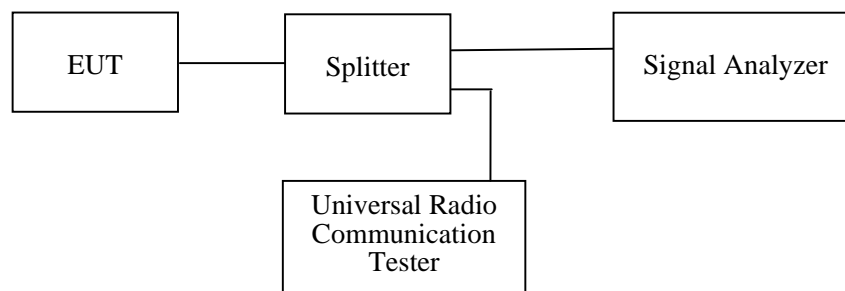 EUT
Splitter
Signal Analyzer
Universal Radio
Communication
Tester